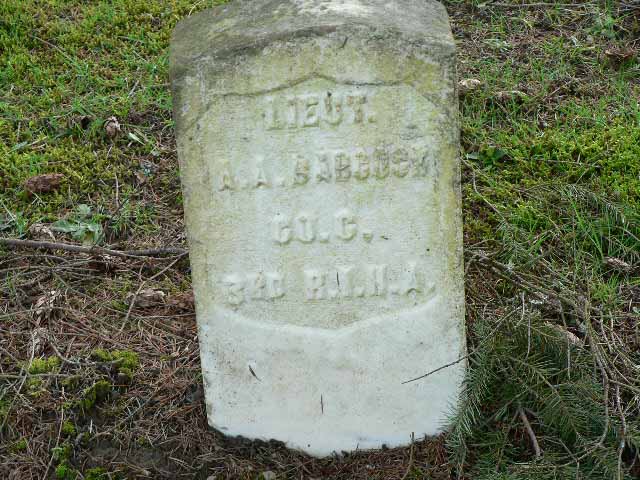 LIEUT.
A.A. BABCOCK
CO. C.
3RD R.I.H.A.